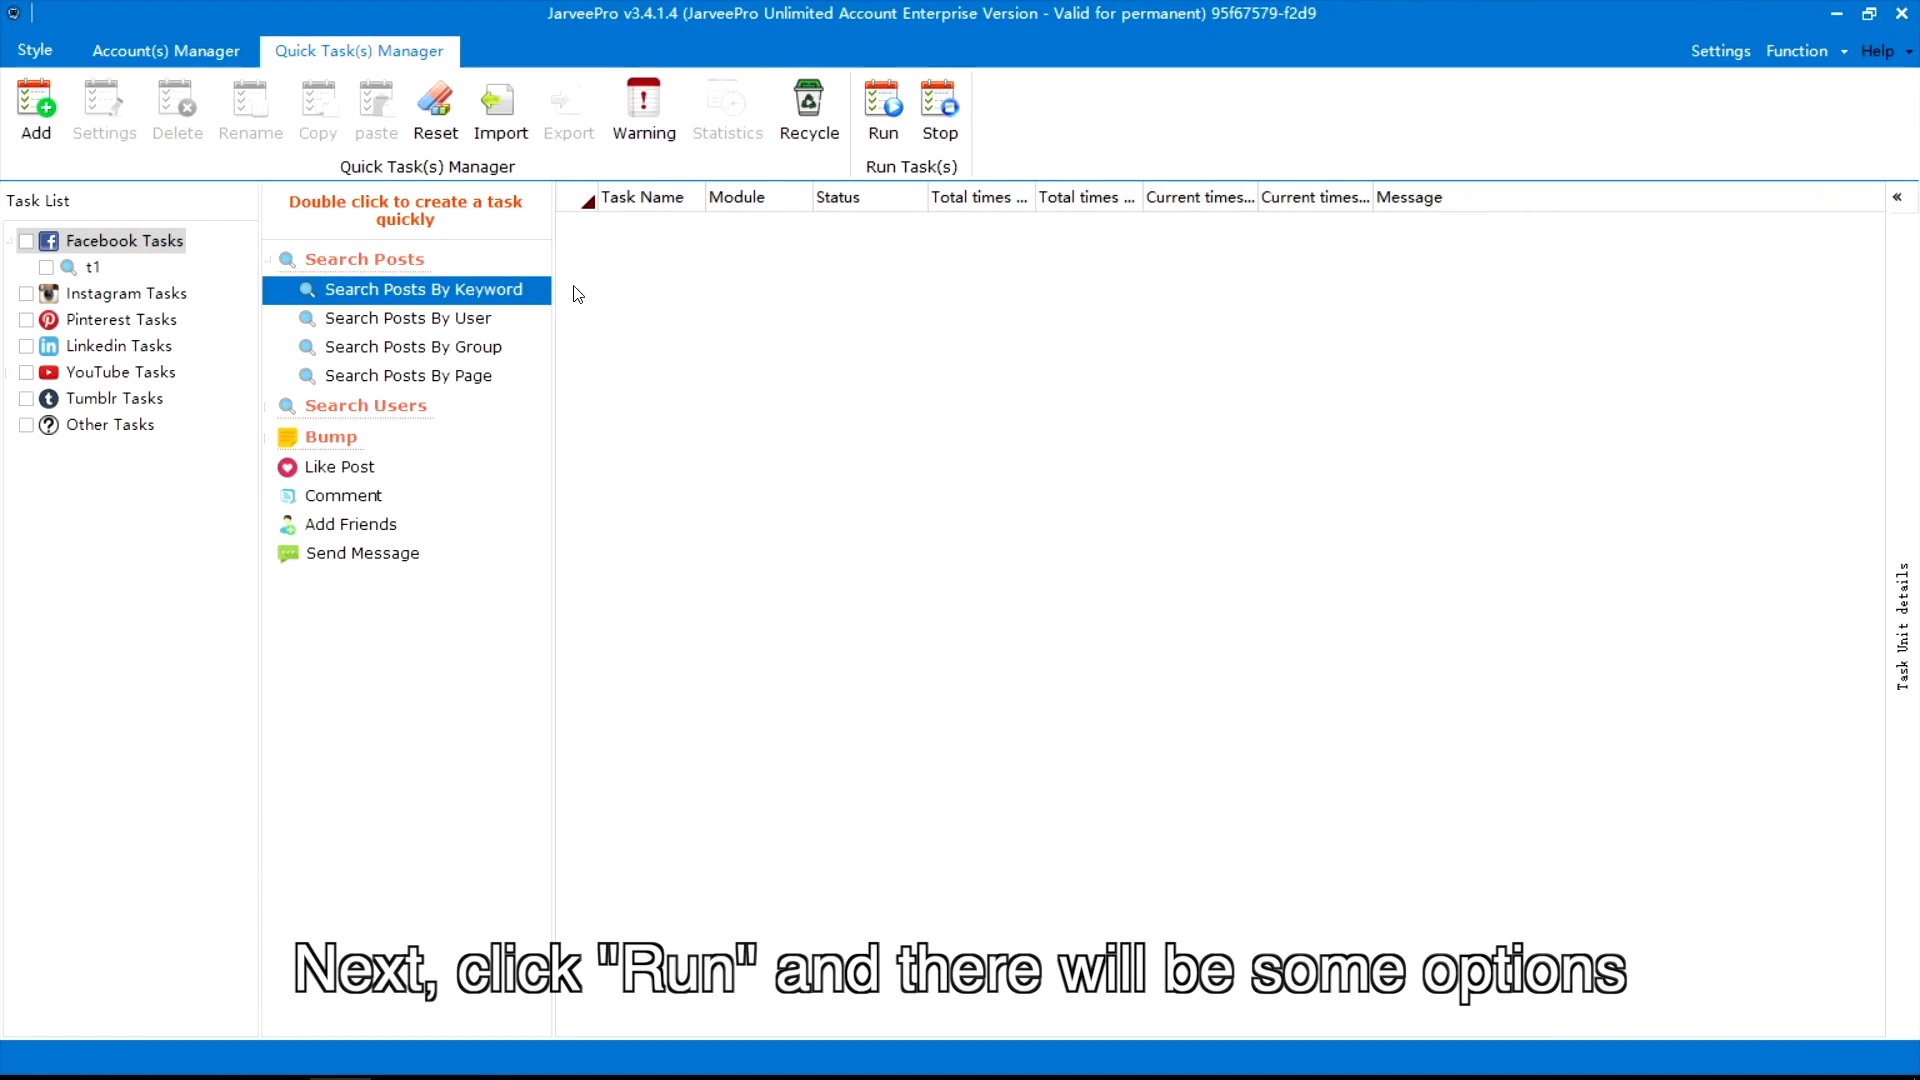 JarveePro v3.4.1.4 (JarveePro Unlimited Account Enterprise Version - Valid for permanent) 95f67579-f2d9
Style Account(s) Manager Quick Task(s) Manager Settings Function Help
Add Settings Delete Rename Copy paste Reset Import Export Warning Statistics Recycle Run Stop
Quick Task(s) Manager Run Task(s)
Task List
Facebook Tasks
t1
Instagram Tasks
Pinterest Tasks
Linkedin Tasks
YouTube Tasks
Tumblr Tasks
Other Tasks
Double click to create a task
quickly
Search Posts
Search Posts By Keyword
Search Posts By User
Search Posts By Group
Search Posts By Page
Search Users
Bump
Like Post
Comment
Add Friends
Send Message
Task Name Module Status Total times ... Total times ... Current times... Current times... Message
«
Task Unit details
Next, click "Run" and there will be some options